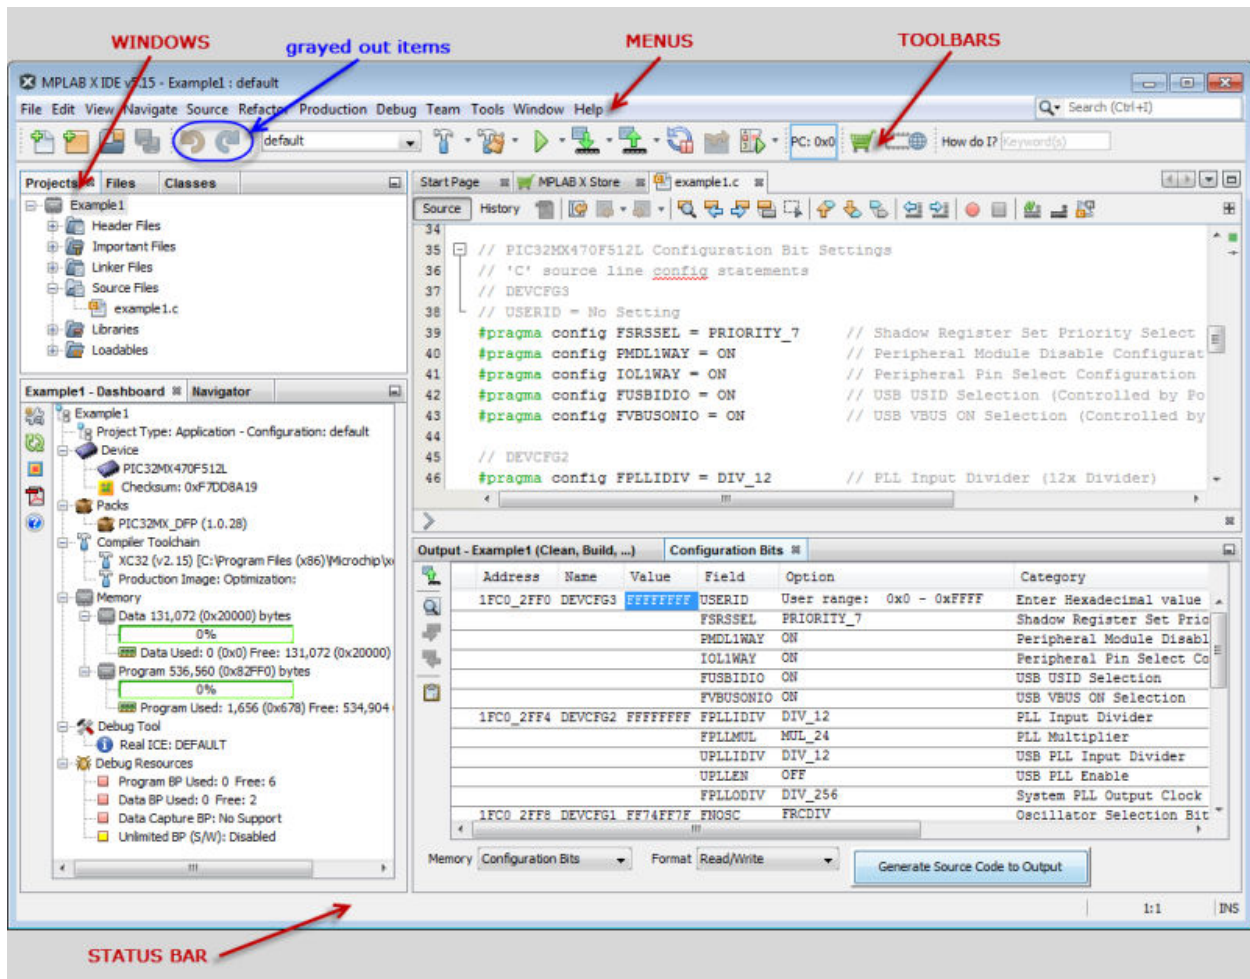 WINDOWS
grayed out items
MENUS
TOOLBARS
MPLAB X IDE v5.15 - Example1 : default
File Edit View Navigate Source Refactor Production Debug Team Tools Window Help
Search (Ctrl+I)
default
PC: 0x0
How do I?
Keyword(s)
Projects Files Classes
Example1
Header Files
Important Files
Linker Files
Source Files
example1.c
Libraries
Loadables
Start Page MPLAB X Store example1.c
Source History
34
35 // PIC32MX470F512L Configuration Bit Settings
36 // 'C' source line config statements
37 // DEVCFG3
38 // USERID = No Setting
39 #pragma config FSRSSEL = PRIORITY_7 // Shadow Register Set Priority Select
40 #pragma config PMDL1WAY = ON // Peripheral Module Disable Configurat
41 #pragma config IOL1WAY = ON // Peripheral Pin Select Configuration
42 #pragma config FUSBIDIO = ON // USB USID Selection (Controlled by Po
43 #pragma config FVBUSONIO = ON // USB VBUS ON Selection (Controlled by
44
45 // DEVCFG2
46 #pragma config FPLLIDIV = DIV_12 // PLL Input Divider (12x Divider)
Example1 - Dashboard Navigator
Example1
Project Type: Application - Configuration: default
Device
PIC32MX470F512L
Checksum: 0xF7DD8A19
Packs
PIC32MX_DFP (1.0.28)
Compiler Toolchain
XC32 (v2.15) [C:\Program Files (x86)\Microchip\x
Production Image: Optimization:
Memory
Data 131,072 (0x20000) bytes
0%
Data Used: 0 (0x0) Free: 131,072 (0x20000)
Program 536,560 (0x82FF0) bytes
0%
Program Used: 1,656 (0x678) Free: 534,904
Debug Tool
Real ICE: DEFAULT
Debug Resources
Program BP Used: 0 Free: 6
Data BP Used: 0 Free: 2
Data Capture BP: No Support
Unlimited BP (S/W): Disabled
Output - Example1 (Clean, Build, ...) Configuration Bits
Address Name Value Field Option Category
1FC0_2FF0 DEVCFG3 FFFFFFFF USERID User range: 0x0 - 0xFFFF Enter Hexadecimal value
FSRSSEL PRIORITY_7 Shadow Register Set Prio
PMDL1WAY ON Peripheral Module Disabl
IOL1WAY ON Peripheral Pin Select Co
FUSBIDIO ON USB USID Selection
FVBUSONIO ON USB VBUS ON Selection
1FC0_2FF4 DEVCFG2 FFFFFFFF FPLLIDIV DIV_12 PLL Input Divider
FPLLMUL MUL_24 PLL Multiplier
UPLLIDIV DIV_12 USB PLL Input Divider
UPLLEN OFF USB PLL Enable
FPLLODIV DIV_256 System PLL Output Clock
1FC0_2FF8 DEVCFG1 FF74FF7F FNOSC FRCDIV Oscillator Selection Bit
Memory Configuration Bits Format Read/Write Generate Source Code to Output
1:1 INS
STATUS BAR